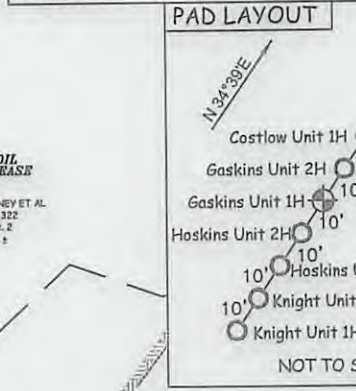 PAD LAYOUT
N 34°39'E
OIL
EASE
NEY ET AL
322
. 2
±
Costlow Unit 1H
Gaskins Unit 2H
10'
Gaskins Unit 1H
10'
Hoskins Unit 2H
10'
10' Hoskins U
10' Knight Unit
Knight Unit 1H
NOT TO S